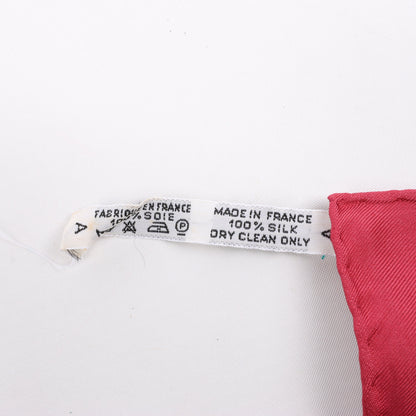 A
FABRIQUÉ EN FRANCE
100% SOIE
P
MADE IN FRANCE
100% SILK
DRY CLEAN ONLY
A